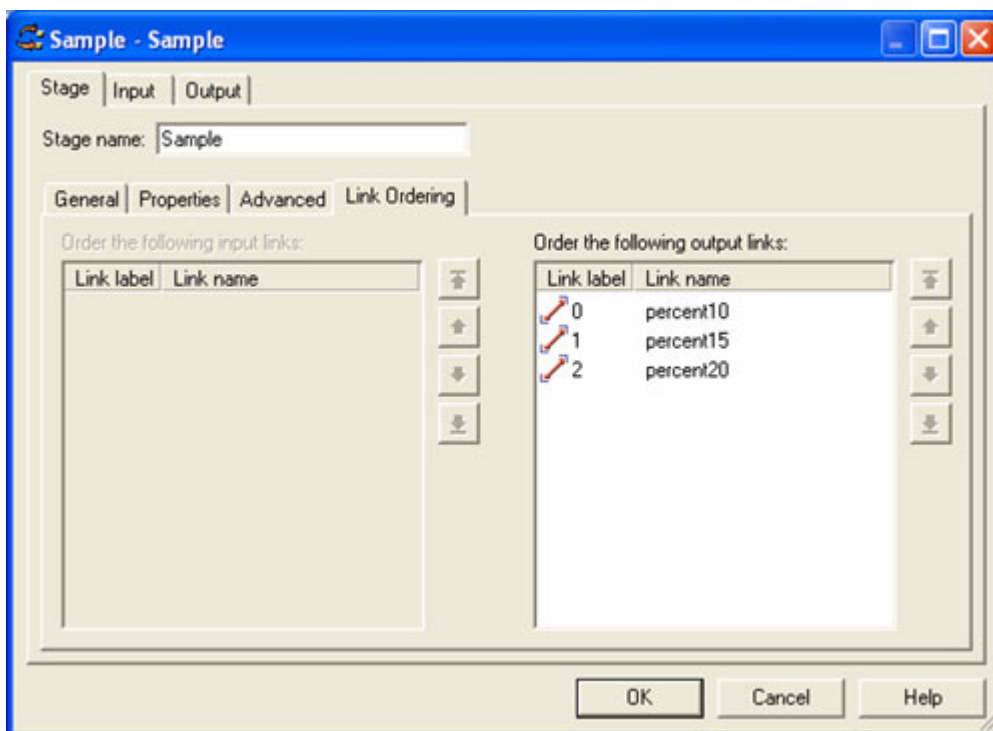 Sample - Sample
Stage Input Output
Stage name: Sample
General Properties Advanced Link Ordering
Order the following input links:
Link label Link name
Order the following output links:
Link label Link name
0 percent10
1 percent15
2 percent20
OK Cancel Help